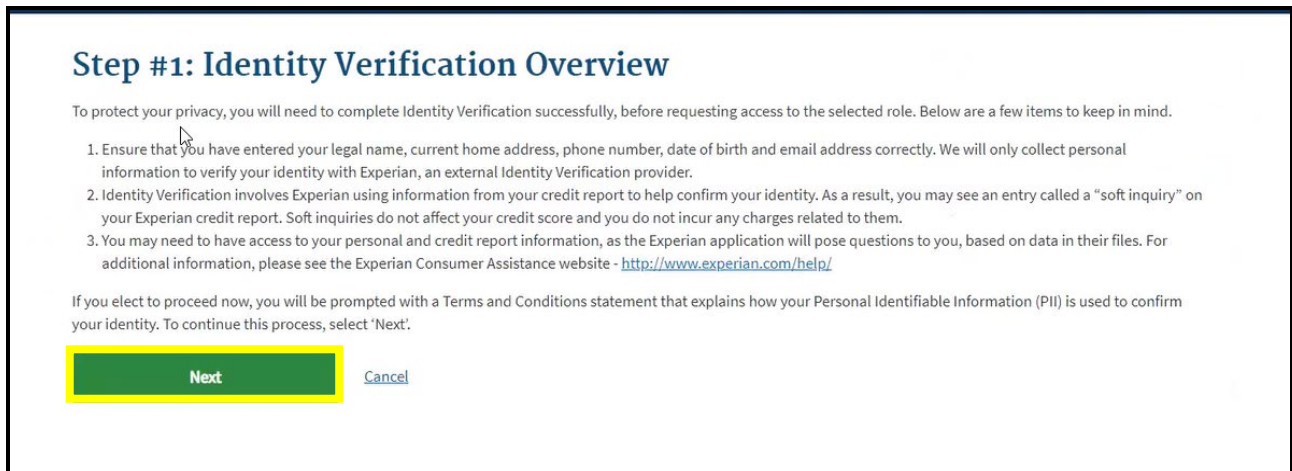 Step #1: Identity Verification Overview
To protect your privacy, you will need to complete Identity Verification successfully, before requesting access to the selected role. Below are a few items to keep in mind.
1. Ensure that you have entered your legal name, current home address, phone number, date of birth and email address correctly. We will only collect personal
information to verify your identity with Experian, an external Identity Verification provider.
2. Identity Verification involves Experian using information from your credit report to help confirm your identity. As a result, you may see an entry called a “soft inquiry” on
your Experian credit report. Soft inquiries do not affect your credit score and you do not incur any charges related to them.
3. You may need to have access to your personal and credit report information, as the Experian application will pose questions to you, based on data in their files. For
additional information, please see the Experian Consumer Assistance website - http://www.experian.com/help/
If you elect to proceed now, you will be prompted with a Terms and Conditions statement that explains how your Personal Identifiable Information (PII) is used to confirm
your identity. To continue this process, select ‘Next’.
Next Cancel